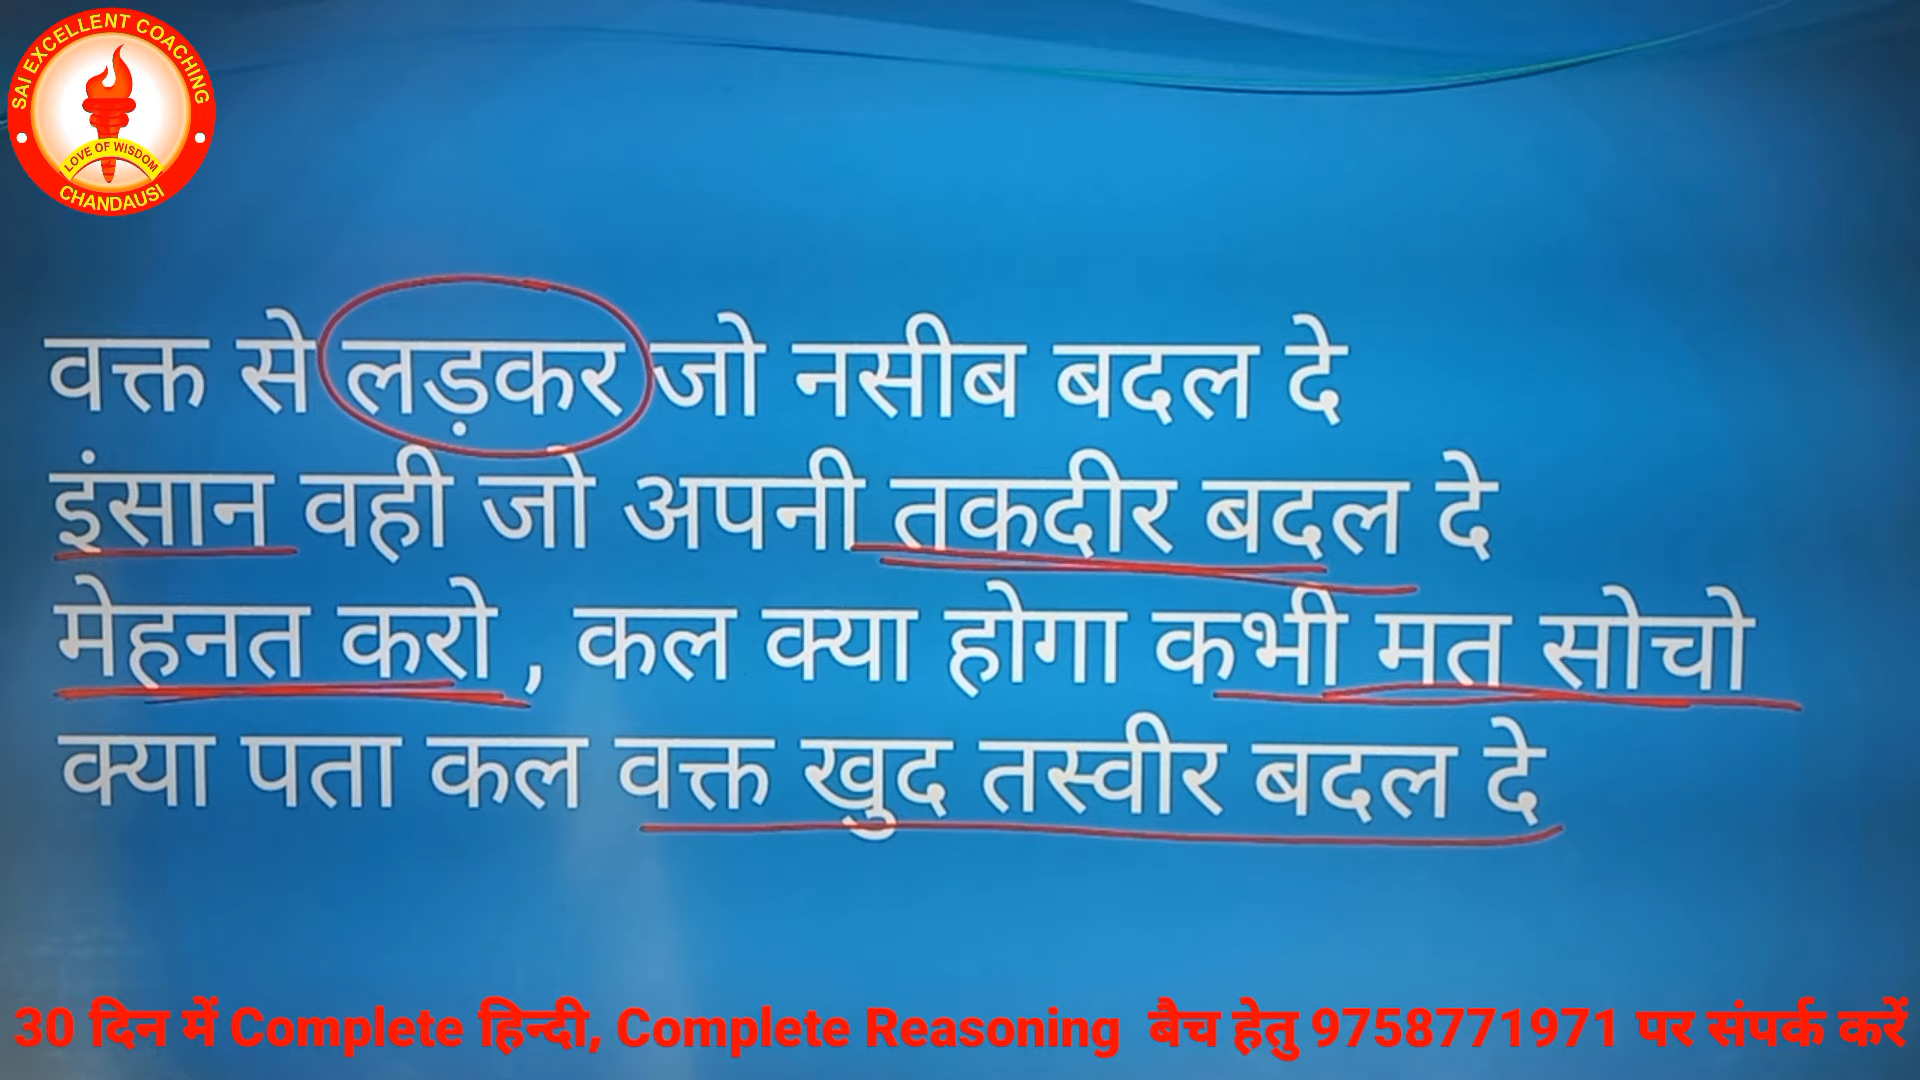 SAI EXCELLENT COACHING
LOVE OF WISDOM
CHANDAUSI
वक्त से लड़कर जो नसीब बदल दे
इंसान वही जो अपनी तकदीर बदल दे
मेहनत करो , कल क्या होगा कभी मत सोचो
क्या पता कल वक्त खुद तस्वीर बदल दे
30 दिन में Complete हिन्दी, Complete Reasoning बैच हेतु 9758771971 पर संपर्क करें